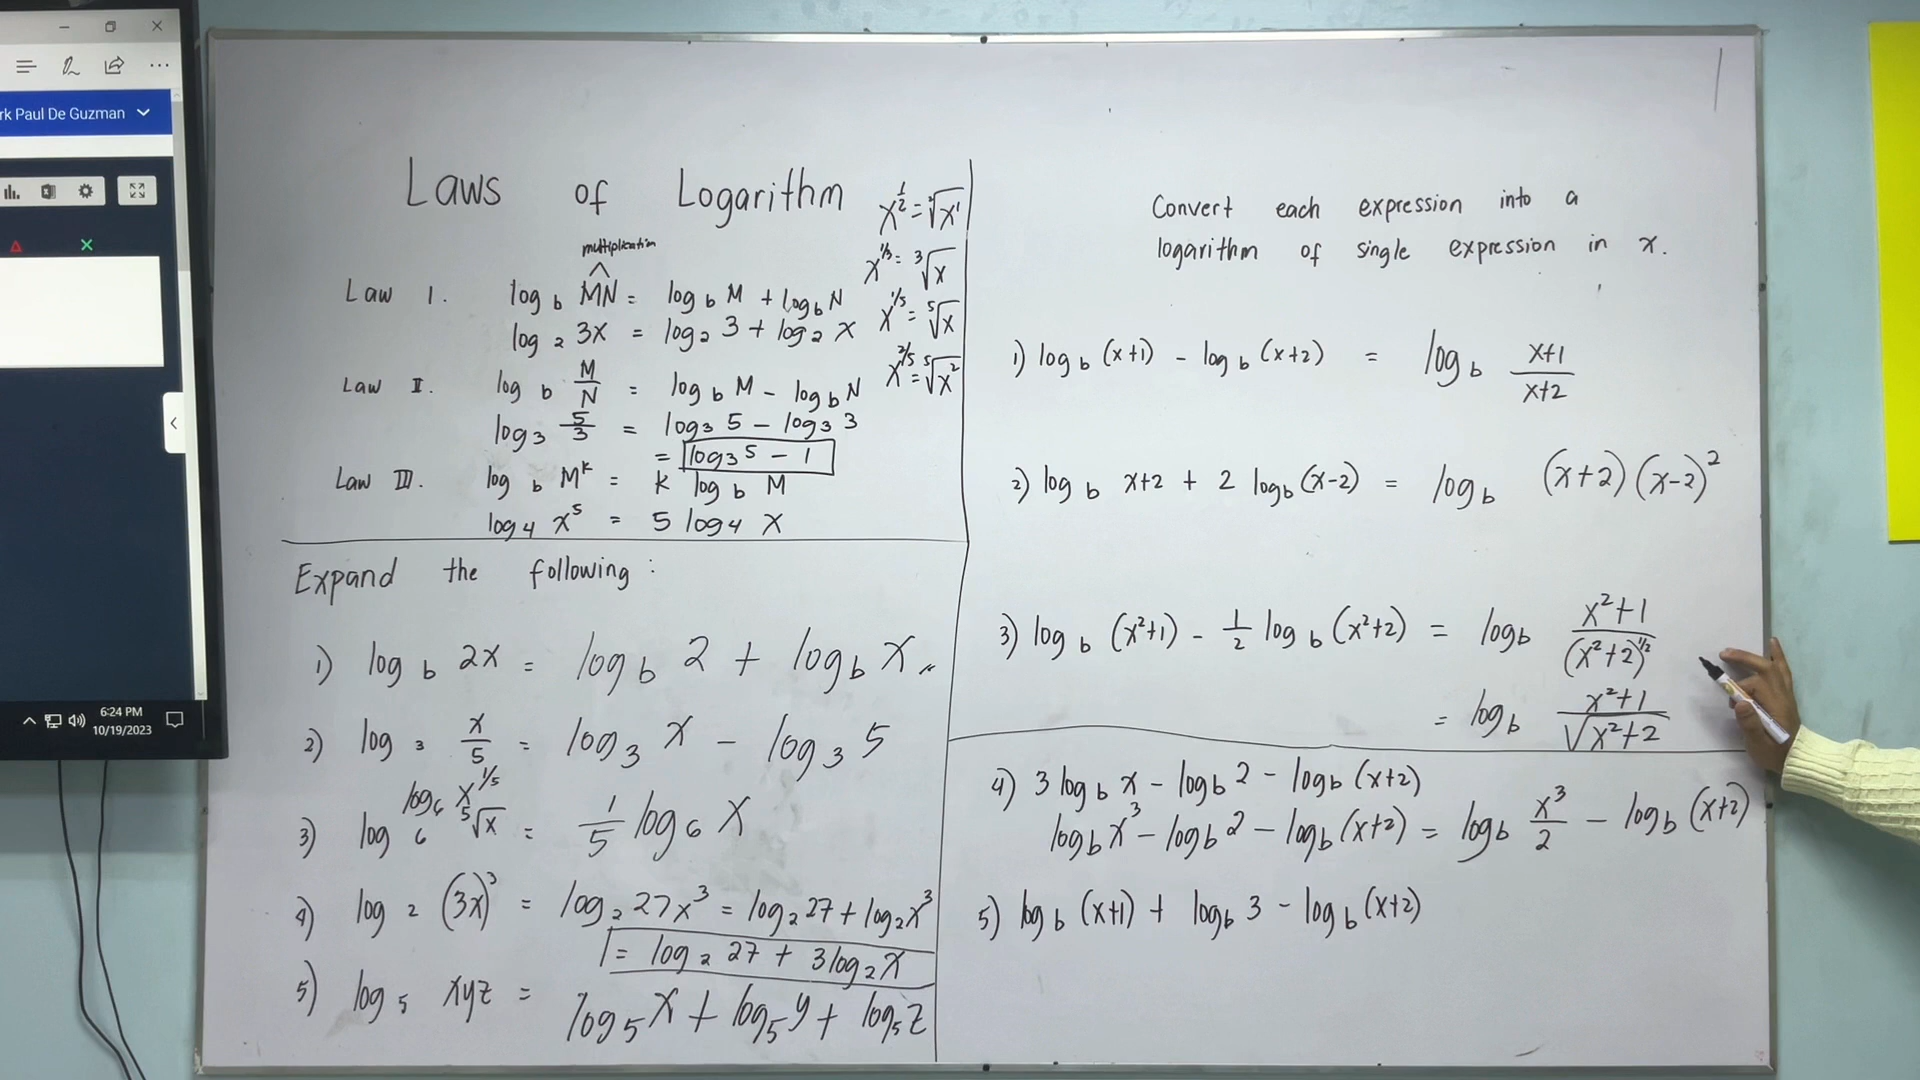 rk Paul De Guzman
6:24 PM
10/19/2023
Laws of Logarithm
x^{1/2} = ²√x¹
x^{1/3} = ³√x
x^{1/5} = ⁵√x
x^{2/5} = ⁵√x²
multiplication
Law I. log_b MN = log_b M + log_b N
log_2 3x = log_2 3 + log_2 x
Law II. log_b M/N = log_b M - log_b N
log_3 5/3 = log_3 5 - log_3 3
= log_3 5 - 1
Law III. log_b M^k = k log_b M
log_4 x^5 = 5 log_4 x
Expand the following :
1) log_b 2x = log_b 2 + log_b x
2) log_3 x/5 = log_3 x - log_3 5
log_6 x^{1/5}
3) log_6 ⁵√x = 1/5 log_6 x
4) log_2 (3x)^3 = log_2 27x^3 = log_2 27 + log_2 x^3
= log_2 27 + 3 log_2 x
5) log_5 xyz = log_5 x + log_5 y + log_5 z
Convert each expression into a
logarithm of single expression in x.
1) log_b (x+1) - log_b (x+2) = log_b (x+1)/(x+2)
2) log_b x+2 + 2 log_b (x-2) = log_b (x+2)(x-2)^2
3) log_b (x²+1) - 1/2 log_b (x²+2) = log_b (x²+1)/(x²+2)^{1/2}
= log_b (x²+1)/√(x²+2)
4) 3 log_b x - log_b 2 - log_b (x+2)
log_b x^3 - log_b 2 - log_b (x+2) = log_b x^3/2 - log_b (x+2)
5) log_b (x+1) + log_b 3 - log_b (x+2)